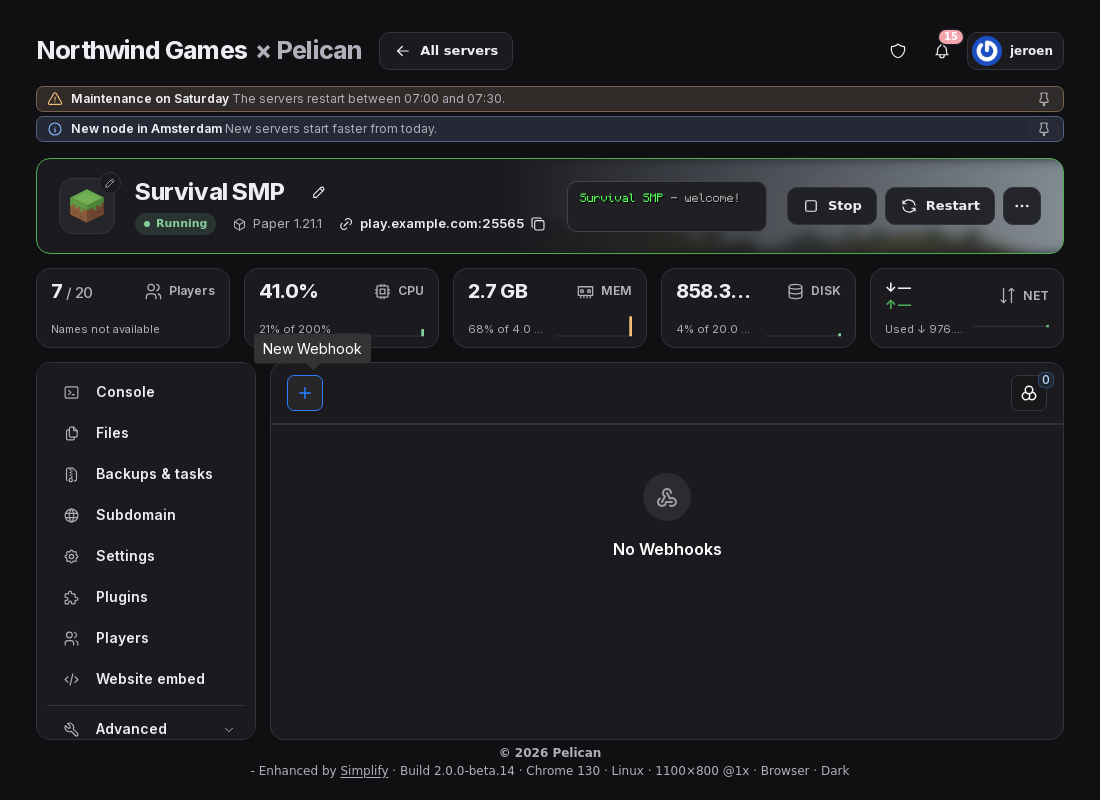 Northwind Games × Pelican
All servers
15
jeroen
Maintenance on Saturday The servers restart between 07:00 and 07:30.
New node in Amsterdam New servers start faster from today.
Survival SMP
Running
Paper 1.21.1
play.example.com:25565
Survival SMP — welcome!
Stop
Restart
7 / 20
Players
Names not available
41.0%
CPU
21% of 200%
2.7 GB
MEM
68% of 4.0 ...
858.3...
DISK
4% of 20.0 ...
↓—
↑—
NET
Used ↓ 976....
New Webhook
0
Console
Files
Backups & tasks
Subdomain
Settings
Plugins
Players
Website embed
Advanced
No Webhooks
© 2026 Pelican
- Enhanced by Simplify · Build 2.0.0-beta.14 · Chrome 130 · Linux · 1100×800 @1x · Browser · Dark